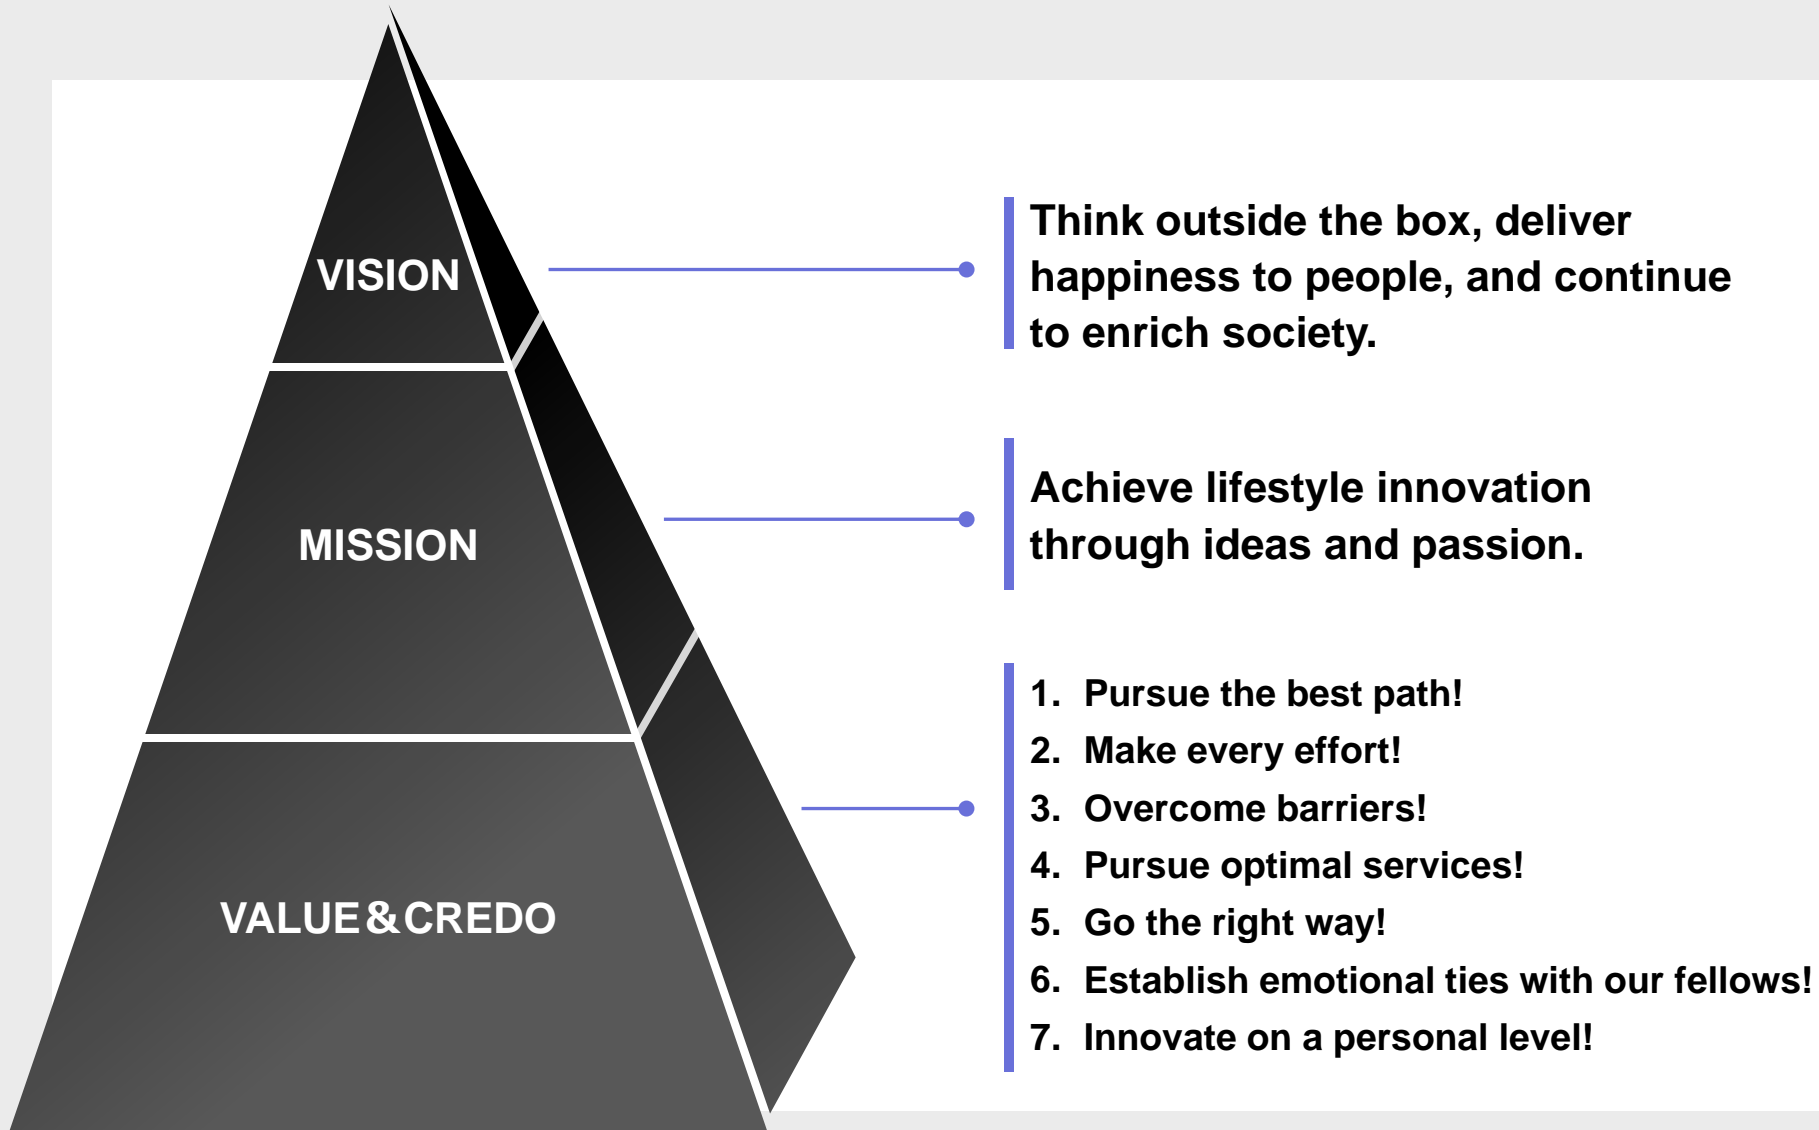 VISION
Think outside the box, deliver
happiness to people, and continue
to enrich society.
MISSION
Achieve lifestyle innovation
through ideas and passion.
VALUE&CREDO
1. Pursue the best path!
2. Make every effort!
3. Overcome barriers!
4. Pursue optimal services!
5. Go the right way!
6. Establish emotional ties with our fellows!
7. Innovate on a personal level!